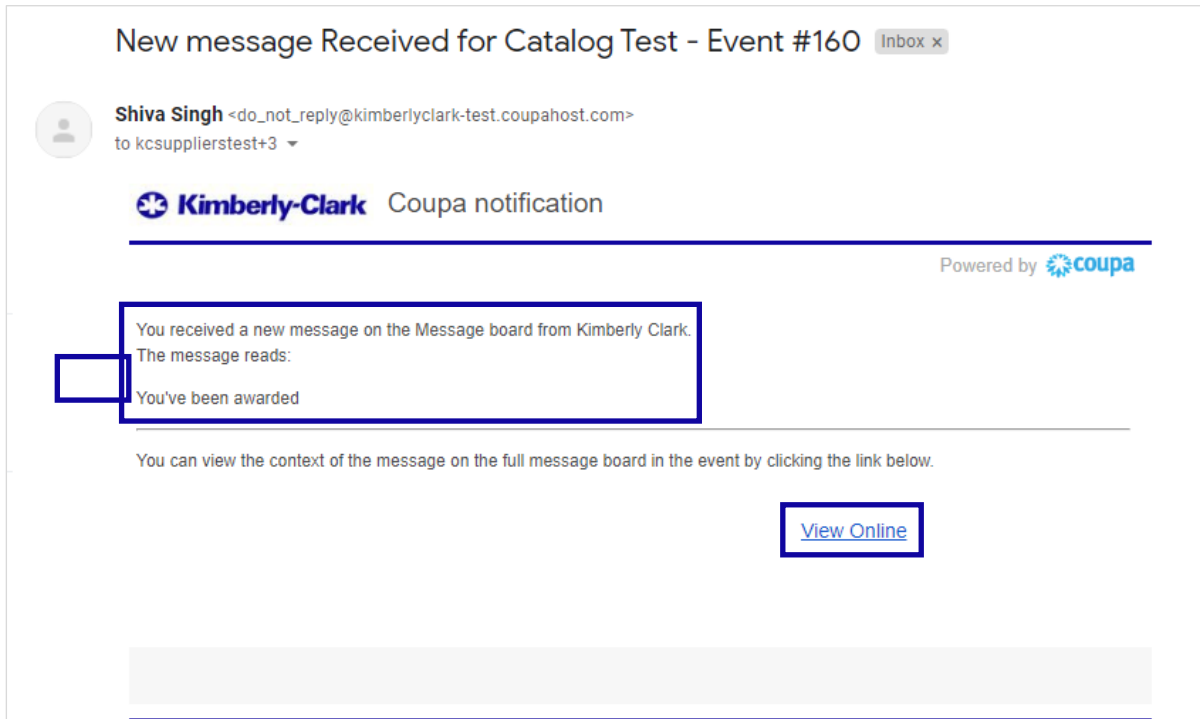 New message Received for Catalog Test - Event #160 Inbox x
Shiva Singh <do_not_reply@kimberlyclark-test.coupahost.com>
to kcsupplierstest+3
Kimberly-Clark Coupa notification
Powered by coupa
You received a new message on the Message board from Kimberly Clark.
The message reads:
You've been awarded
You can view the context of the message on the full message board in the event by clicking the link below.
View Online